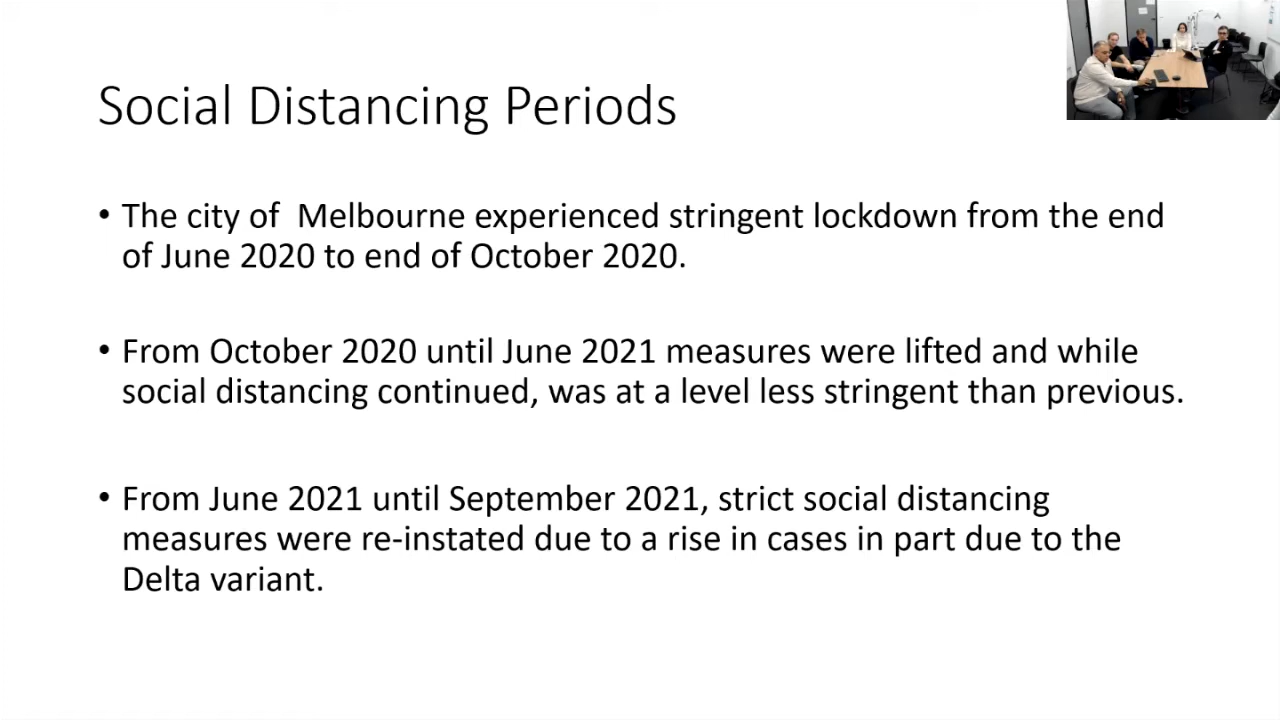 Social Distancing Periods
• The city of  Melbourne experienced stringent lockdown from the end
of June 2020 to end of October 2020.
• From October 2020 until June 2021 measures were lifted and while
social distancing continued, was at a level less stringent than previous.
• From June 2021 until September 2021, strict social distancing
measures were re-instated due to a rise in cases in part due to the
Delta variant.